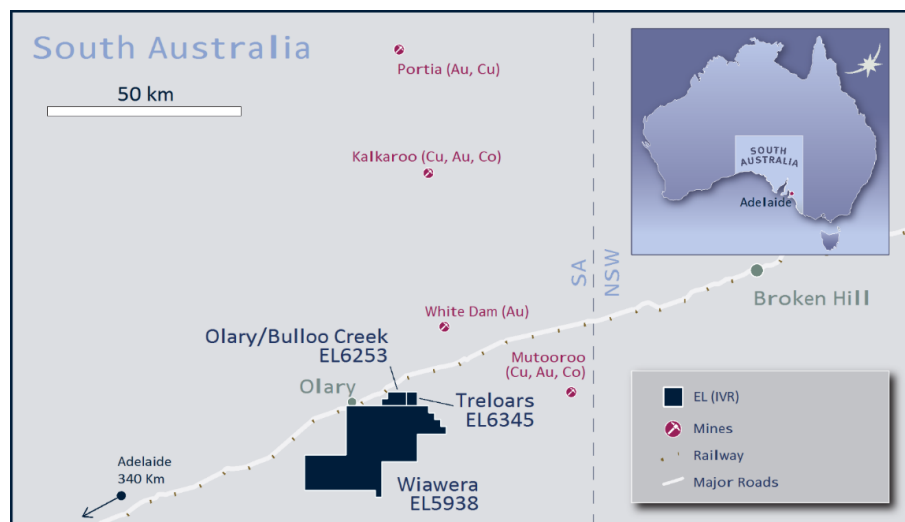 South Australia
50 km
Portia (Au, Cu)
Kalkaroo (Cu, Au, Co)
White Dam (Au)
Olary/Bulloo Creek
EL6253
Mutooroo
(Cu, Au, Co)
Olary
Treloars
EL6345
Wiawera
EL5938
Adelaide
340 Km
SA
NSW
Broken Hill
SOUTH
AUSTRALIA
Adelaide
EL (IVR)
Mines
Railway
Major Roads